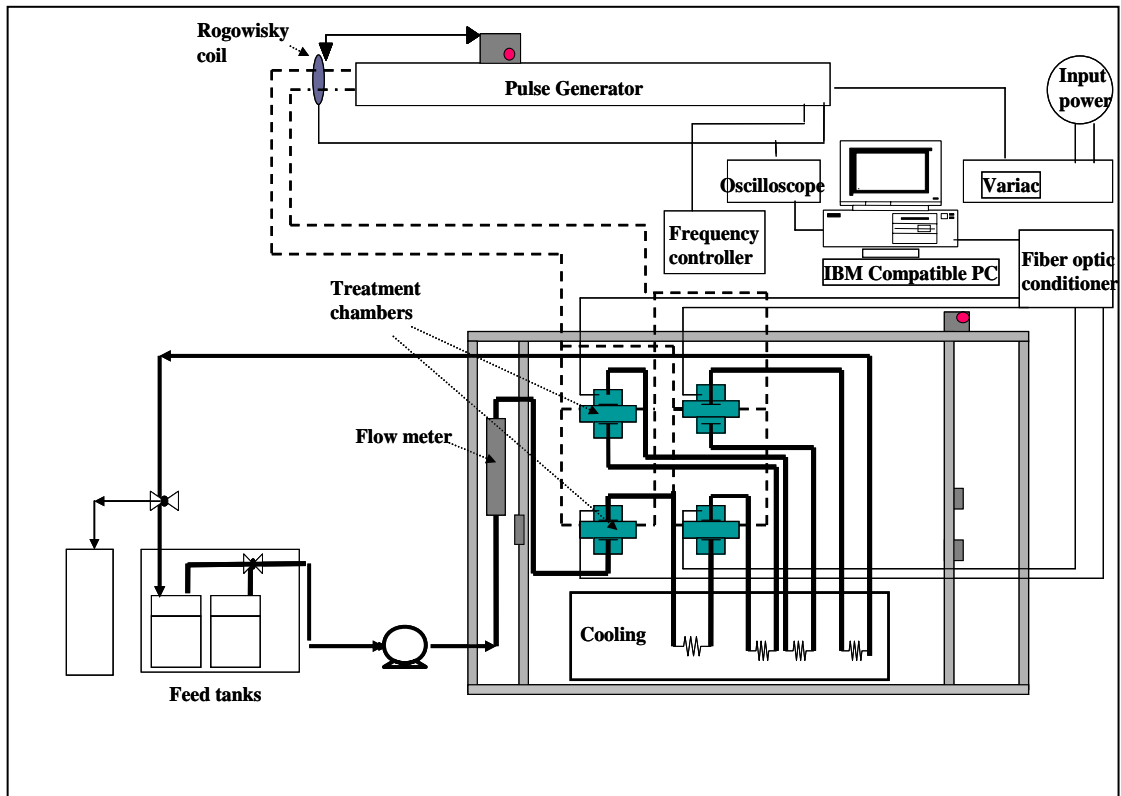 Rogowisky
coil
Pulse Generator
Input
power
Oscilloscope
Variac
Frequency
controller
IBM Compatible PC
Fiber optic
conditioner
Treatment
chambers
Flow meter
Cooling
Feed tanks